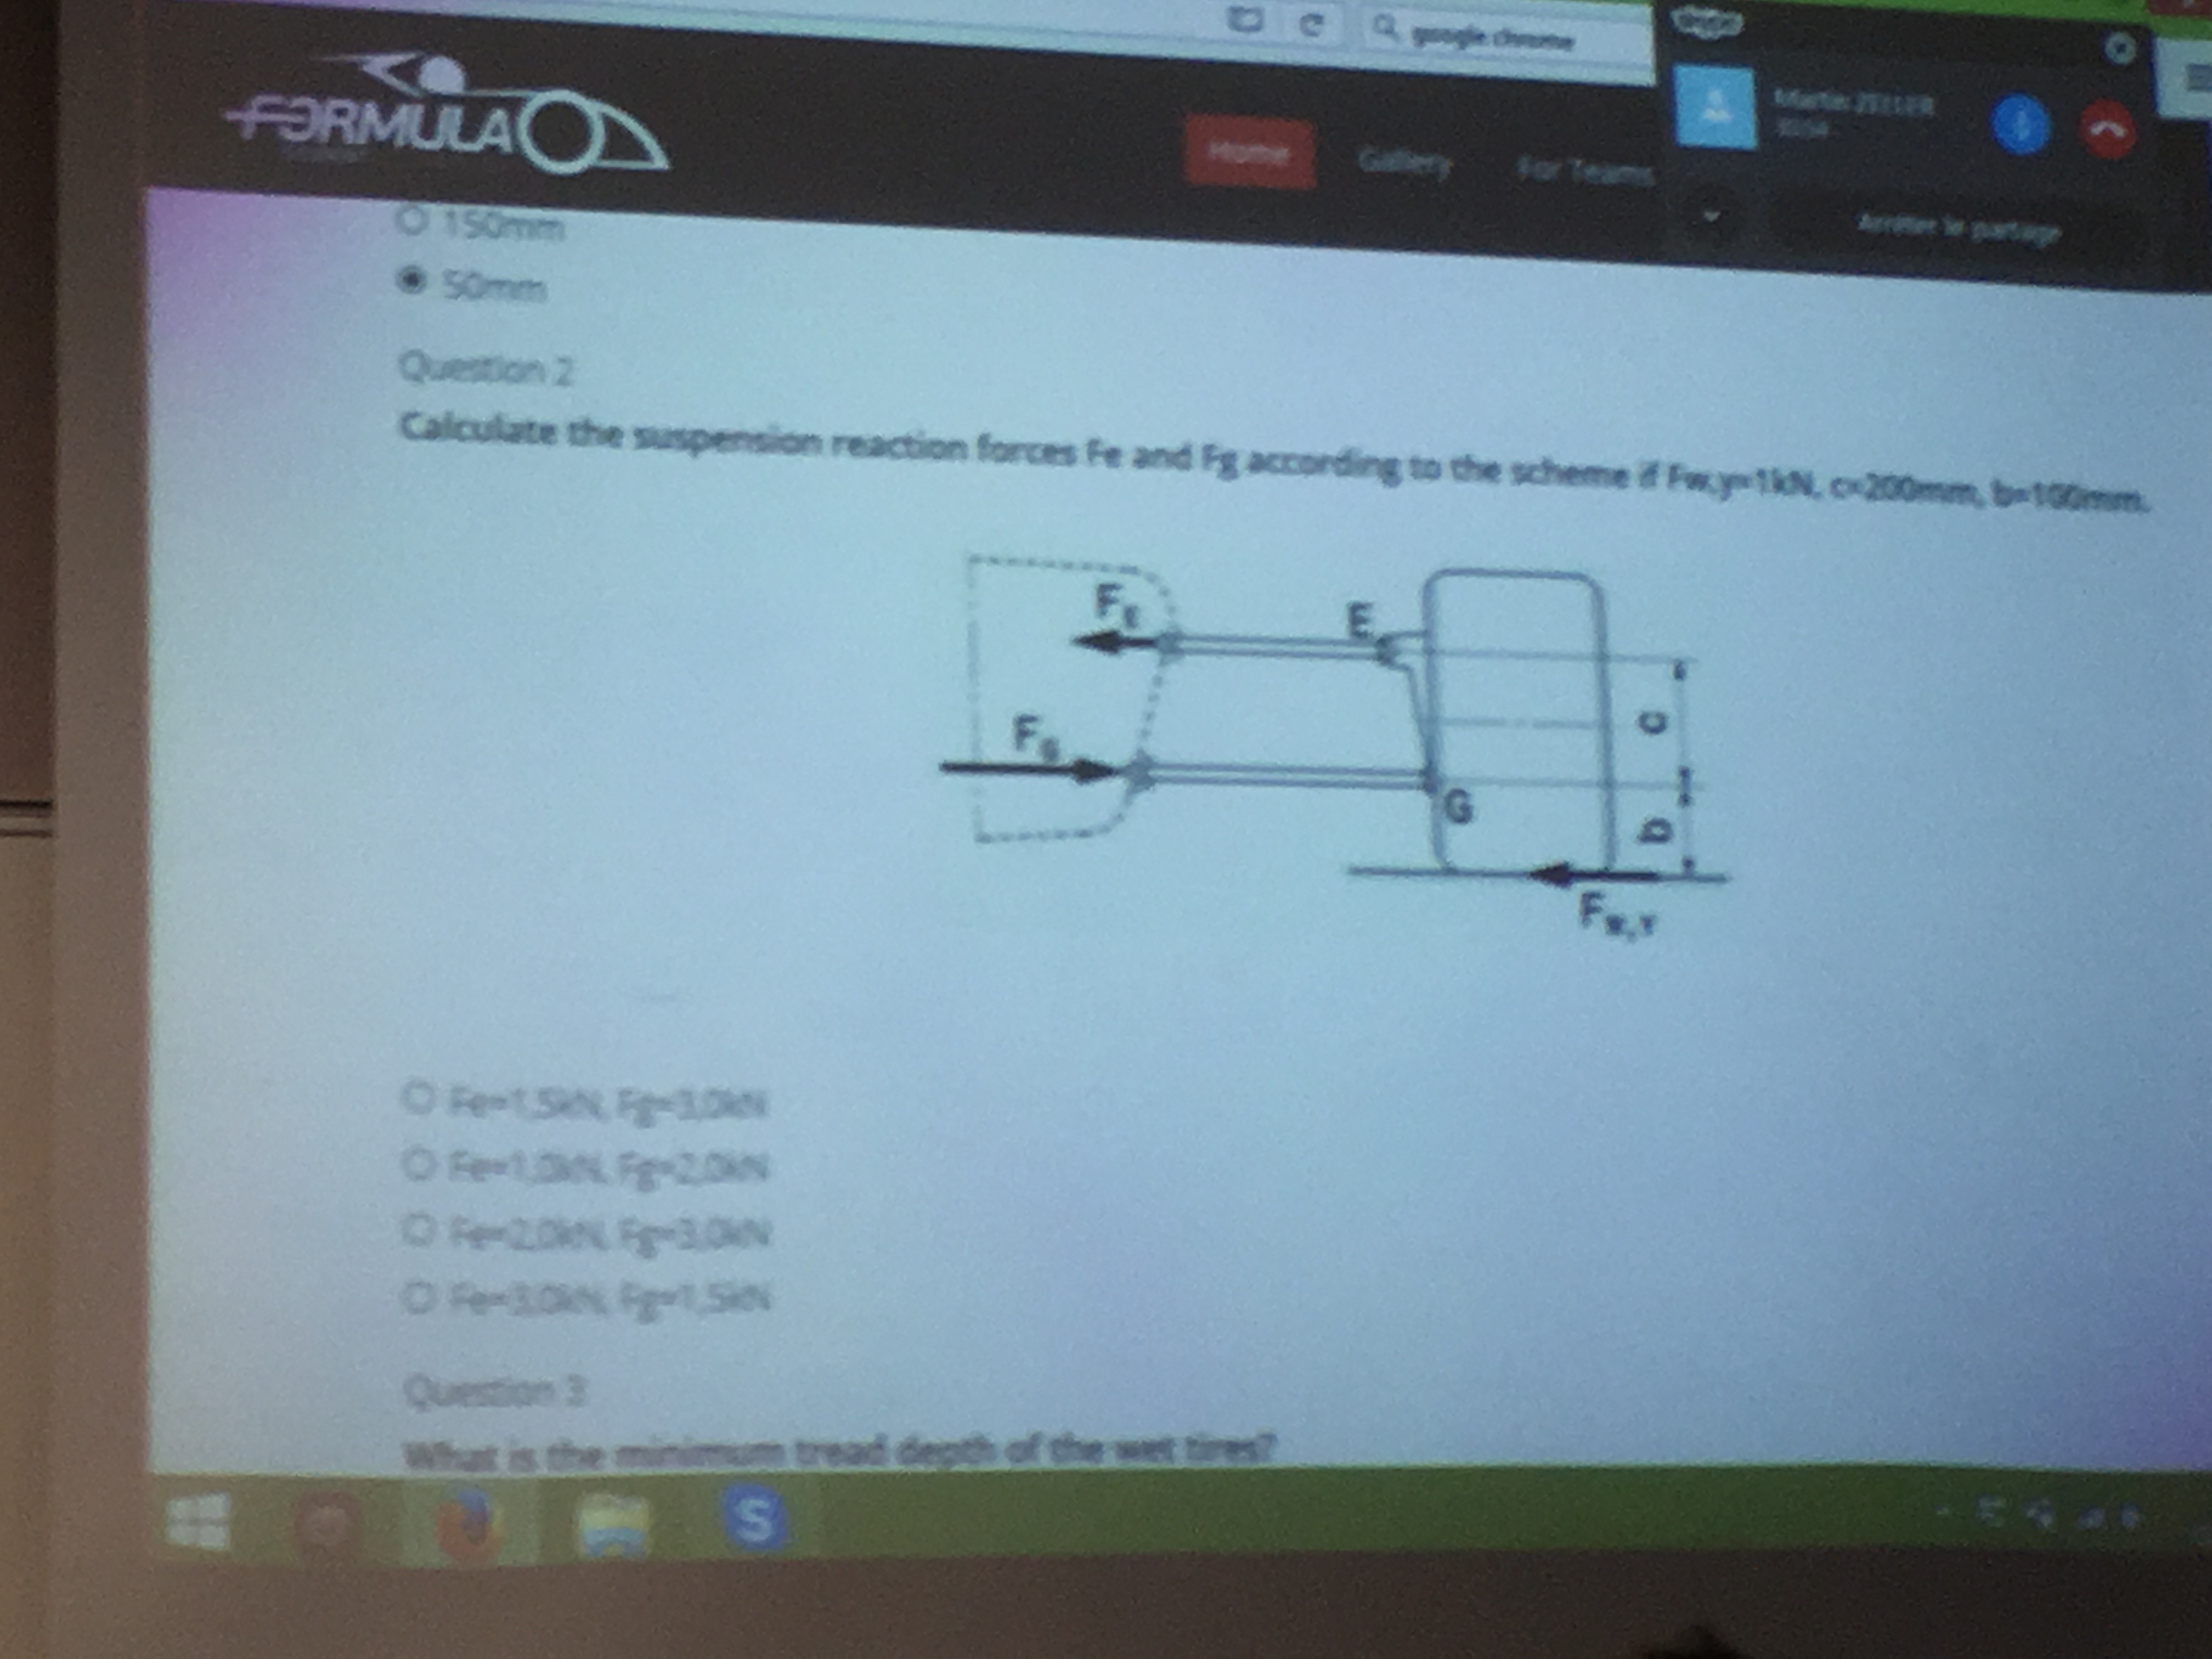 google chrome
FORMULA
Home Gallery For Teams
Arrêter le partage
150mm
50mm
Question 2
Calculate the suspension reaction forces Fe and Fg according to the scheme if Fw,y=1kN, c=200mm, b=100mm.
F_E E
c
F_G
G b
F_W,Y
Fe=1,5kN, Fg=3,0kN
Fe=1,0kN, Fg=2,0kN
Fe=2,0kN, Fg=3,0kN
Fe=3,0kN, Fg=1,5kN
Question 3
What is the minimum tread depth of the wet tires?
S